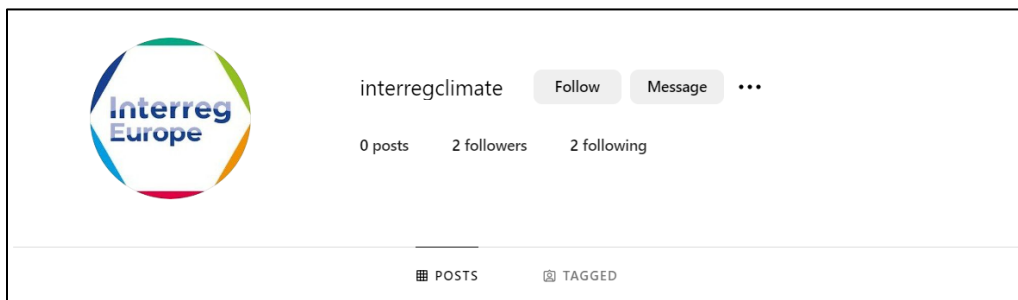 Interreg
Europe
interregclimate Follow Message •••
0 posts 2 followers 2 following
POSTS TAGGED